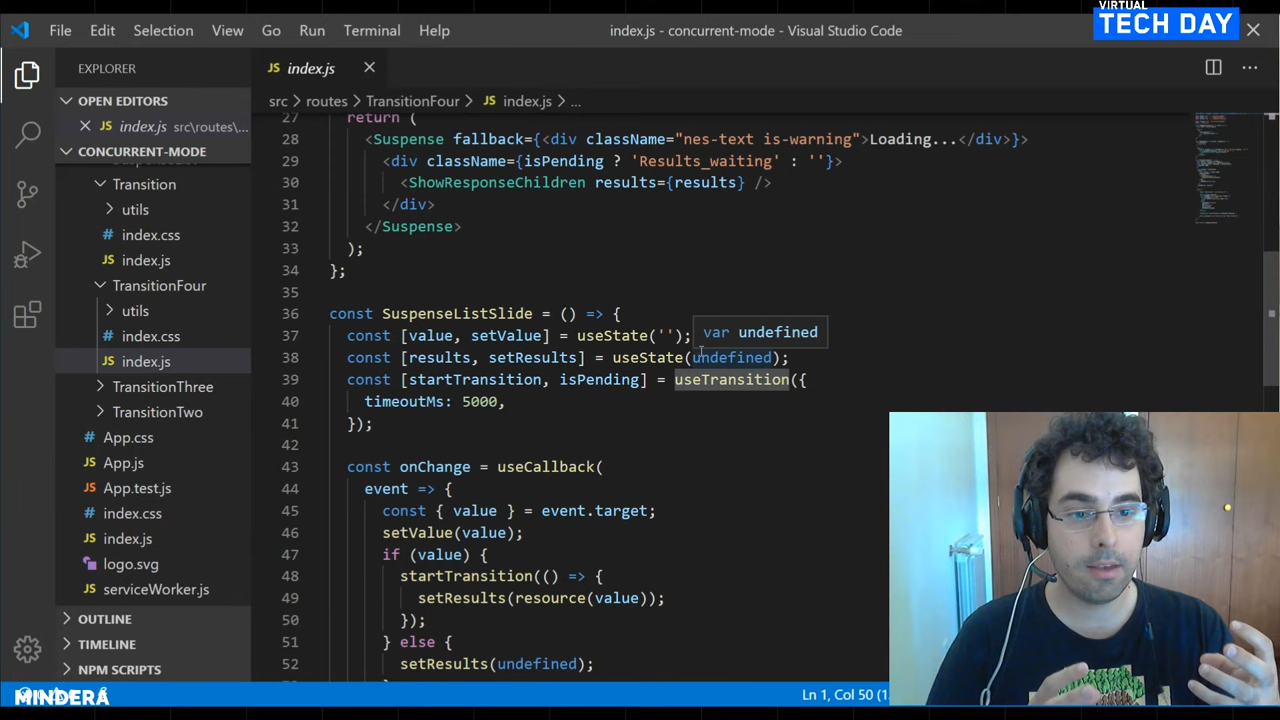 VIRTUAL
TECH DAY
File Edit Selection View Go Run Terminal Help
index.js - concurrent-mode - Visual Studio Code
EXPLORER
OPEN EDITORS
JS index.js src\routes\...
CONCURRENT-MODE
Transition
utils
index.css
JS index.js
TransitionFour
utils
index.css
JS index.js
TransitionThree
TransitionTwo
App.css
JS App.js
JS App.test.js
index.css
JS index.js
logo.svg
JS serviceWorker.js
OUTLINE
TIMELINE
NPM SCRIPTS
JS index.js
src > routes > TransitionFour > JS index.js > ...
27 return (
28 <Suspense fallback={<div className="nes-text is-warning">Loading...</div>}>
29 <div className={isPending ? 'Results_waiting' : ''}>
30 <ShowResponseChildren results={results} />
31 </div>
32 </Suspense>
33 );
34 };
35
36 const SuspenseListSlide = () => {
37 const [value, setValue] = useState('');
var undefined
38 const [results, setResults] = useState(undefined);
39 const [startTransition, isPending] = useTransition({
40 timeoutMs: 5000,
41 });
42
43 const onChange = useCallback(
44 event => {
45 const { value } = event.target;
46 setValue(value);
47 if (value) {
48 startTransition(() => {
49 setResults(resource(value));
50 });
51 } else {
52 setResults(undefined);
MINDERA
Ln 1, Col 50